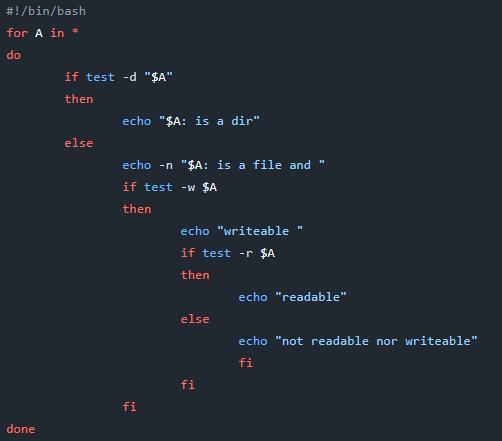 #!/bin/bash
for A in *
do
        if test -d "$A"
        then
                echo "$A: is a dir"
        else
                echo -n "$A: is a file and "
                if test -w $A
                then
                        echo "writeable "
                        if test -r $A
                        then
                                echo "readable"
                        else
                                echo "not readable nor writeable"
                                fi
                        fi
                fi
done